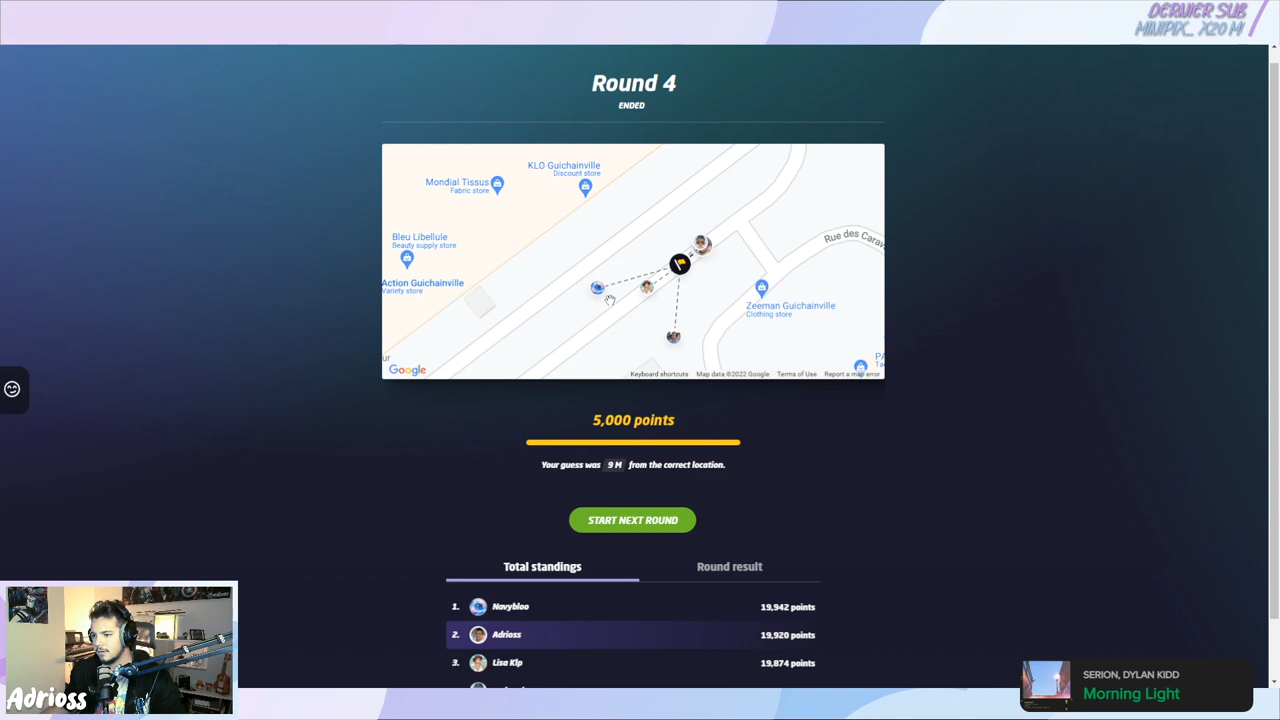 DERNIER SUB
MINIPIX_ X20 M
Round 4
ENDED
KLO Guichainville
Discount store
Mondial Tissus
Fabric store
Bleu Libellule
Beauty supply store
Rue des Carav
Action Guichainville
Variety store
Zeeman Guichainville
Clothing store
ur
PA
Ta
Google
Keyboard shortcuts
Map data ©2022 Google
Terms of Use
Report a map error
5,000 points
Your guess was 9 M from the correct location.
START NEXT ROUND
Total standings
Round result
1. Navybloo 19,942 points
2. Adrioss 19,920 points
3. Lisa Klp 19,874 points
Adrioss
SERION, DYLAN KIDD
Morning Light